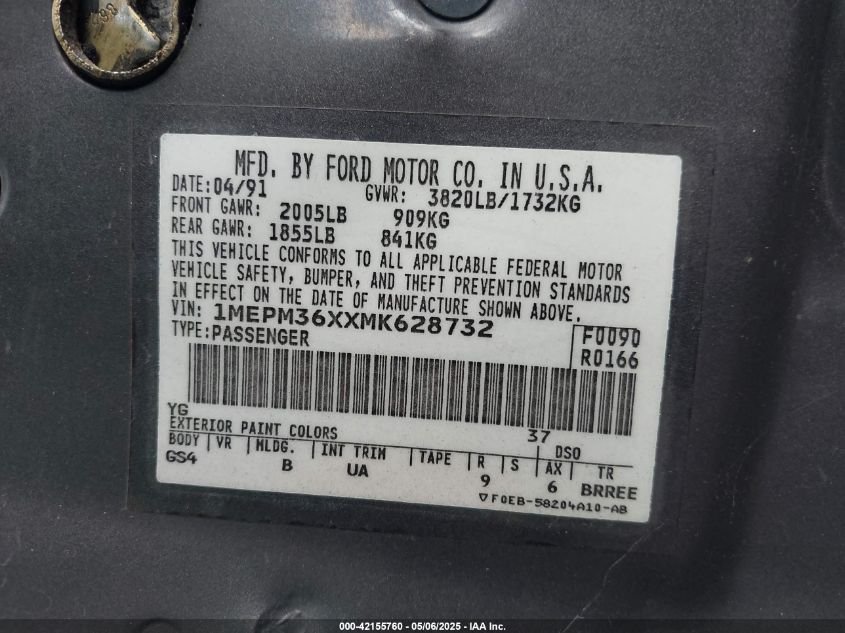 MFD. BY FORD MOTOR CO. IN U.S.A.
DATE: 04/91 GVWR: 3820LB/1732KG
FRONT GAWR: 2005LB 909KG
REAR GAWR: 1855LB 841KG
THIS VEHICLE CONFORMS TO ALL APPLICABLE FEDERAL MOTOR
VEHICLE SAFETY, BUMPER, AND THEFT PREVENTION STANDARDS
IN EFFECT ON THE DATE OF MANUFACTURE SHOWN ABOVE.
VIN: 1MEPM36XXMK628732
TYPE: PASSENGER F0090
R0166
YG
EXTERIOR PAINT COLORS 37 DSO
BODY VR MLDG. INT TRIM TAPE R S AX TR
GS4 B UA 9 6 BRREE
▽F0EB-58204A10-AB
000-42155760 - 05/06/2025 - IAA Inc.